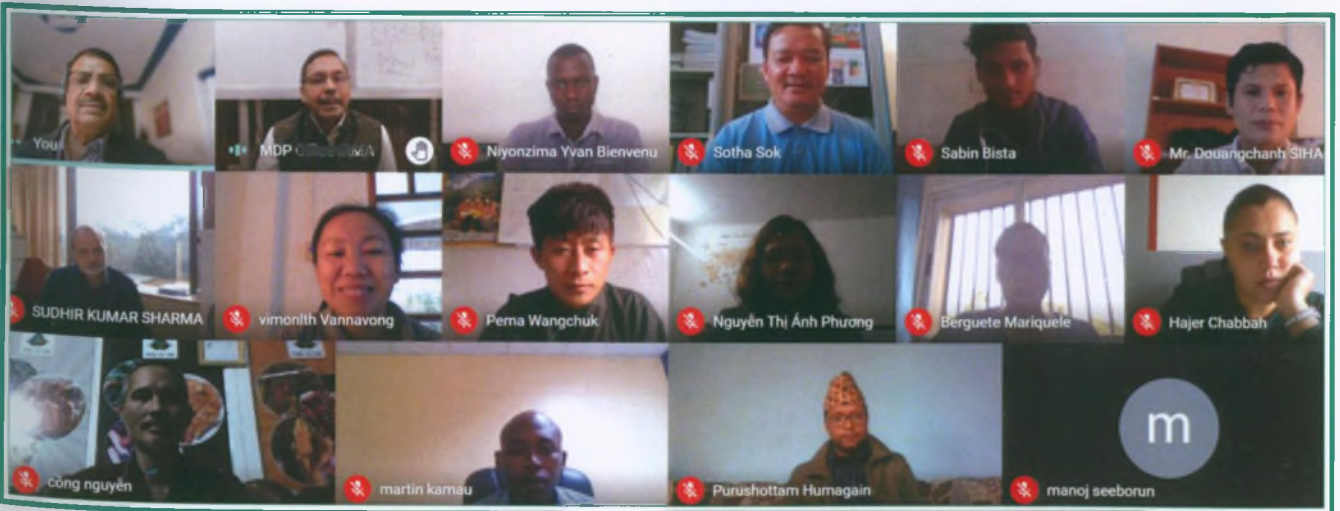 You
MDP
Niyonzima Yvan Bienvenu
Sotha Sok
Sabin Bista
Mr. Douangchanh SIHA
SUDHIR KUMAR SHARMA
vimonlth Vannavong
Pema Wangchuk
Nguyễn Thị Ánh Phương
Berguete Mariquele
Hajer Chabbah
công nguyễn
martin kamau
Purushottam Humagain
m
manoj seeborun